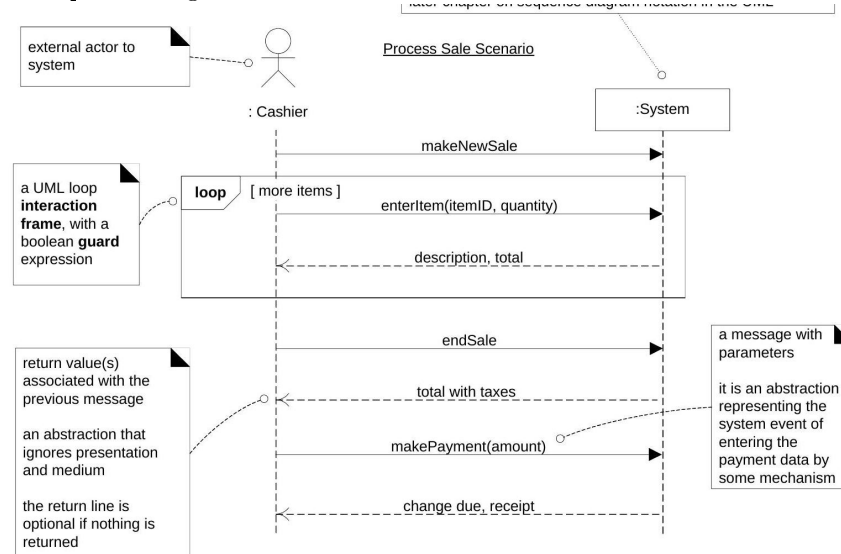 later chapter on sequence diagram notation in the UML
external actor to
system
Process Sale Scenario
: Cashier
:System
makeNewSale
a UML loop
interaction
frame, with a
boolean guard
expression
loop
[ more items ]
enterItem(itemID, quantity)
description, total
endSale
return value(s)
associated with the
previous message
an abstraction that
ignores presentation
and medium
the return line is
optional if nothing is
returned
total with taxes
makePayment(amount)
change due, receipt
a message with
parameters
it is an abstraction
representing the
system event of
entering the
payment data by
some mechanism